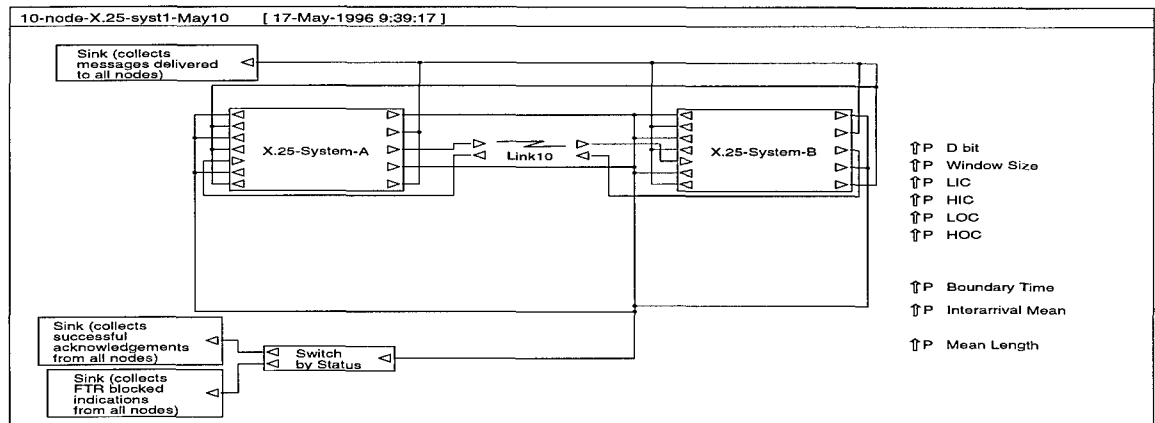 10-node-X.25-syst1-May10 [ 17-May-1996 9:39:17 ]
Sink (collects
messages delivered
to all nodes)
X.25-System-A
Link10
X.25-System-B
⇑P D bit
⇑P Window Size
⇑P LIC
⇑P HIC
⇑P LOC
⇑P HOC
⇑P Boundary Time
⇑P Interarrival Mean
⇑P Mean Length
Sink (collects
successful
acknowledgements
from all nodes)
Switch
by Status
Sink (collects
FTR blocked
indications
from all nodes)